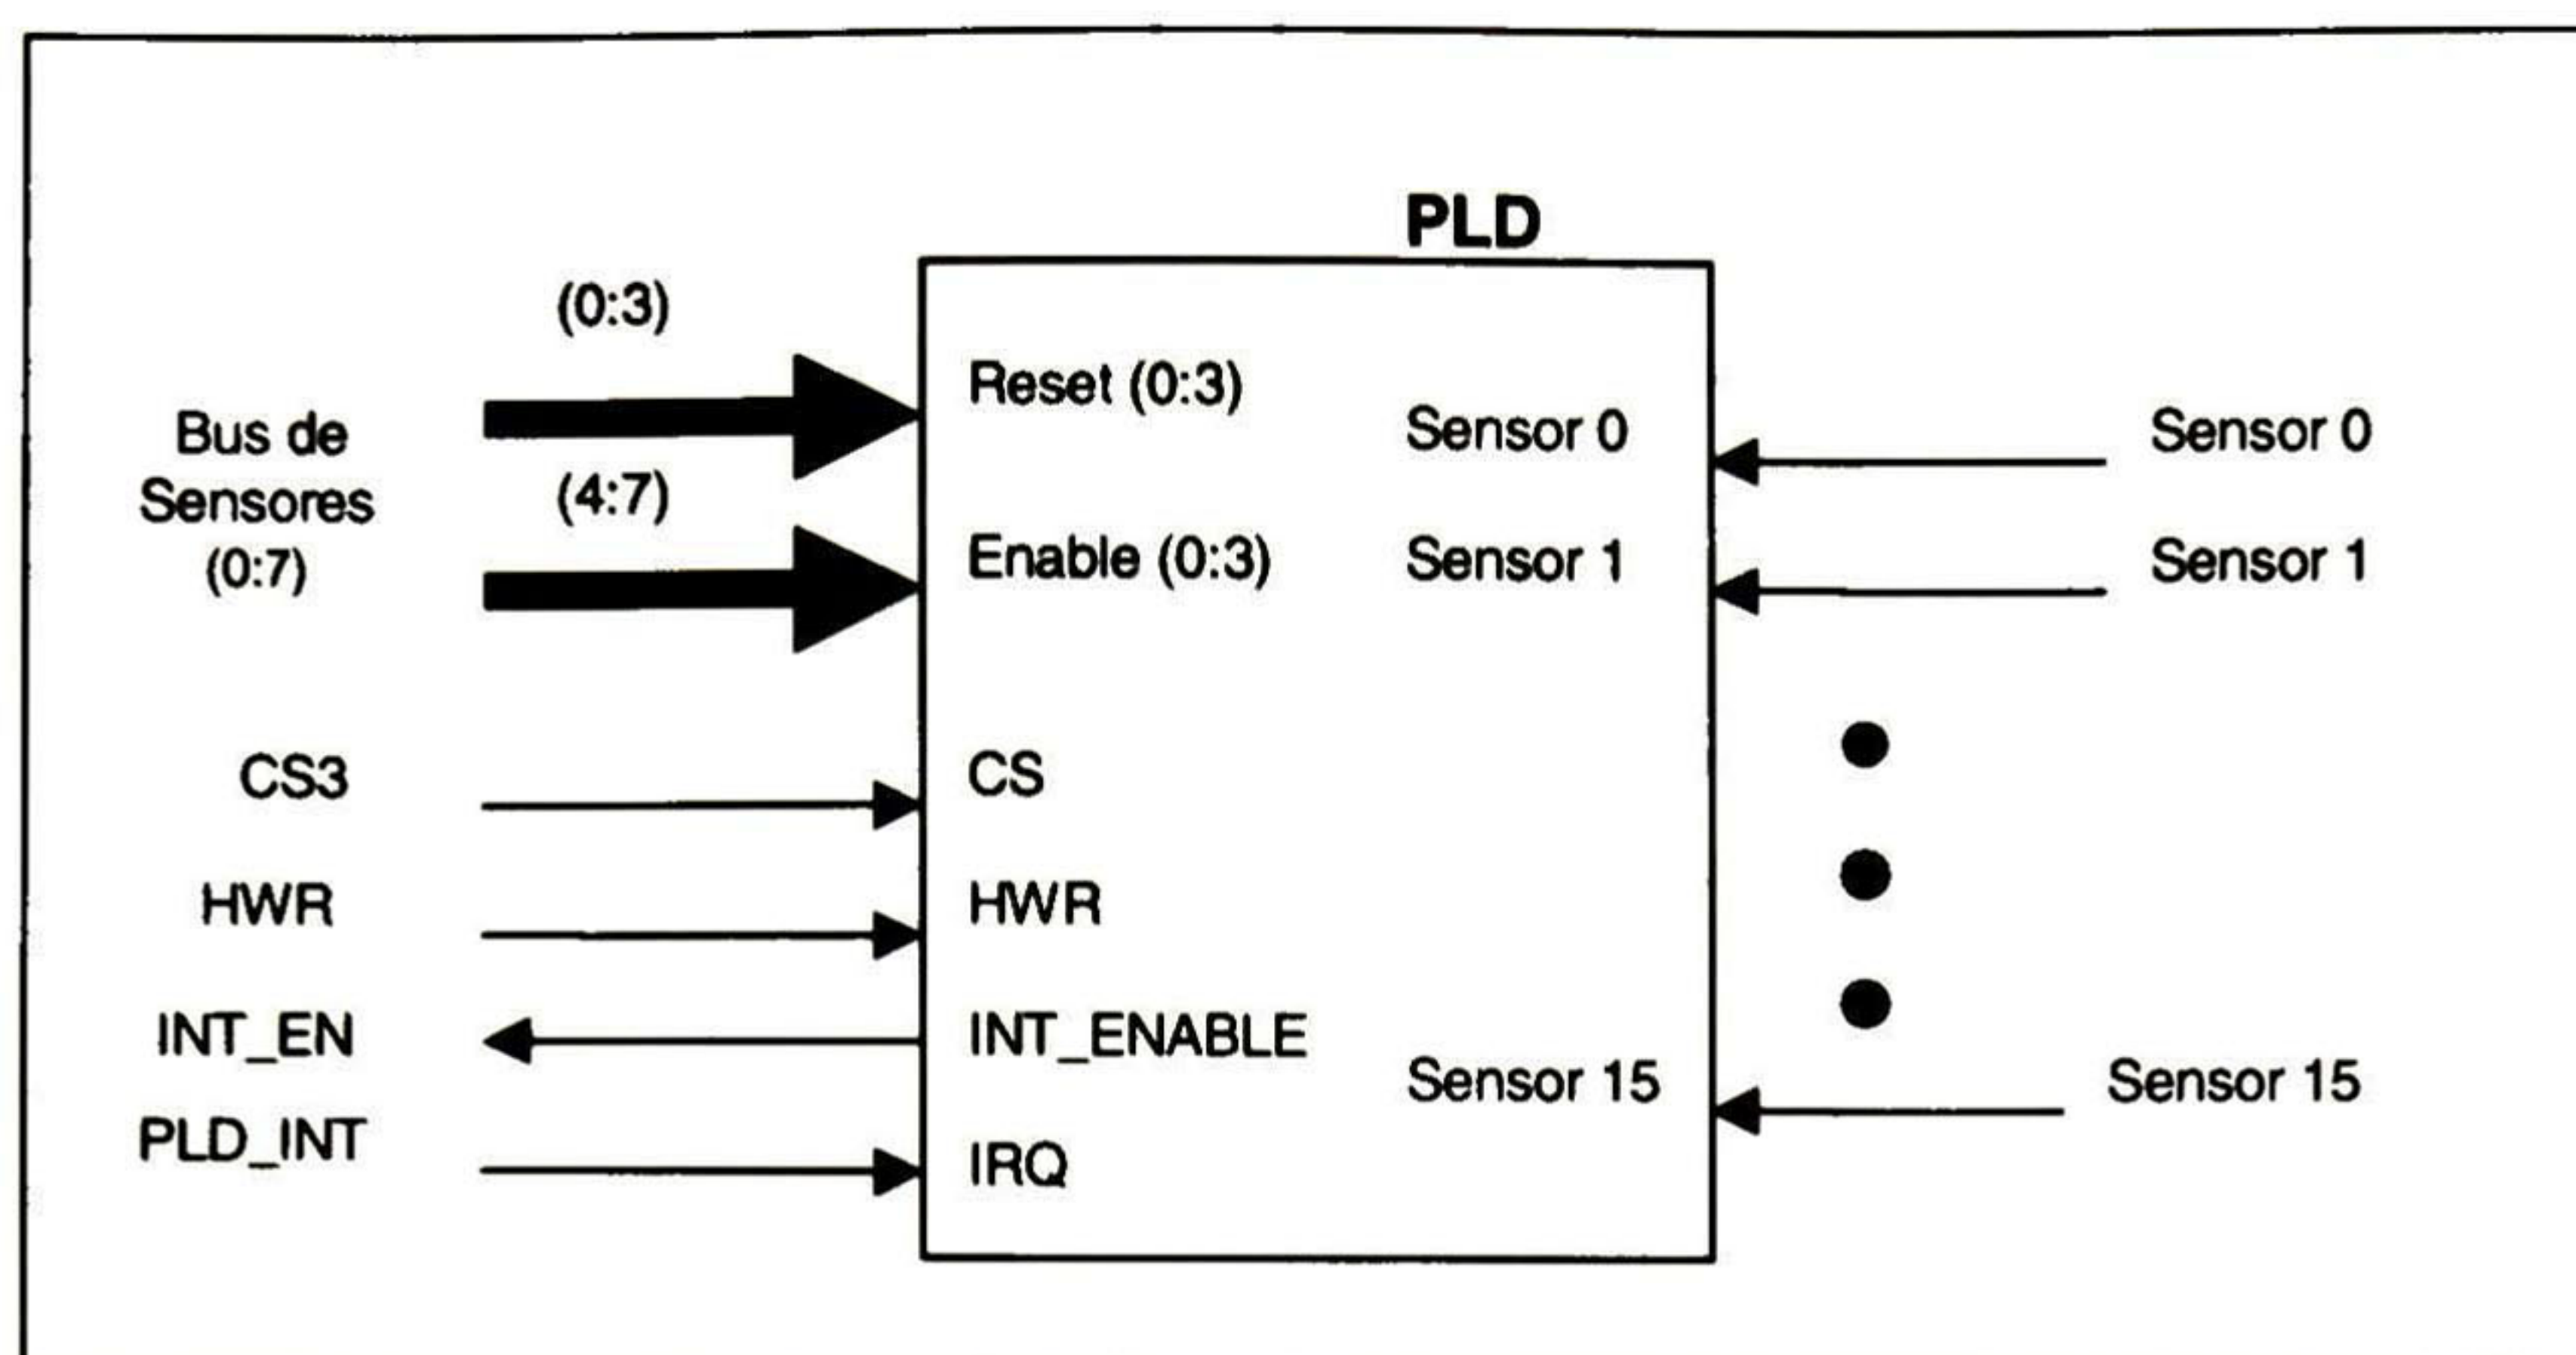 PLD
(0:3)
Reset (0:3)
Bus de
Sensores
(0:7)
(4:7)
Enable (0:3)
Sensor 0
Sensor 0
Sensor 1
Sensor 1
CS3
CS
HWR
HWR
INT_EN
INT_ENABLE
Sensor 15
Sensor 15
PLD_INT
IRQ